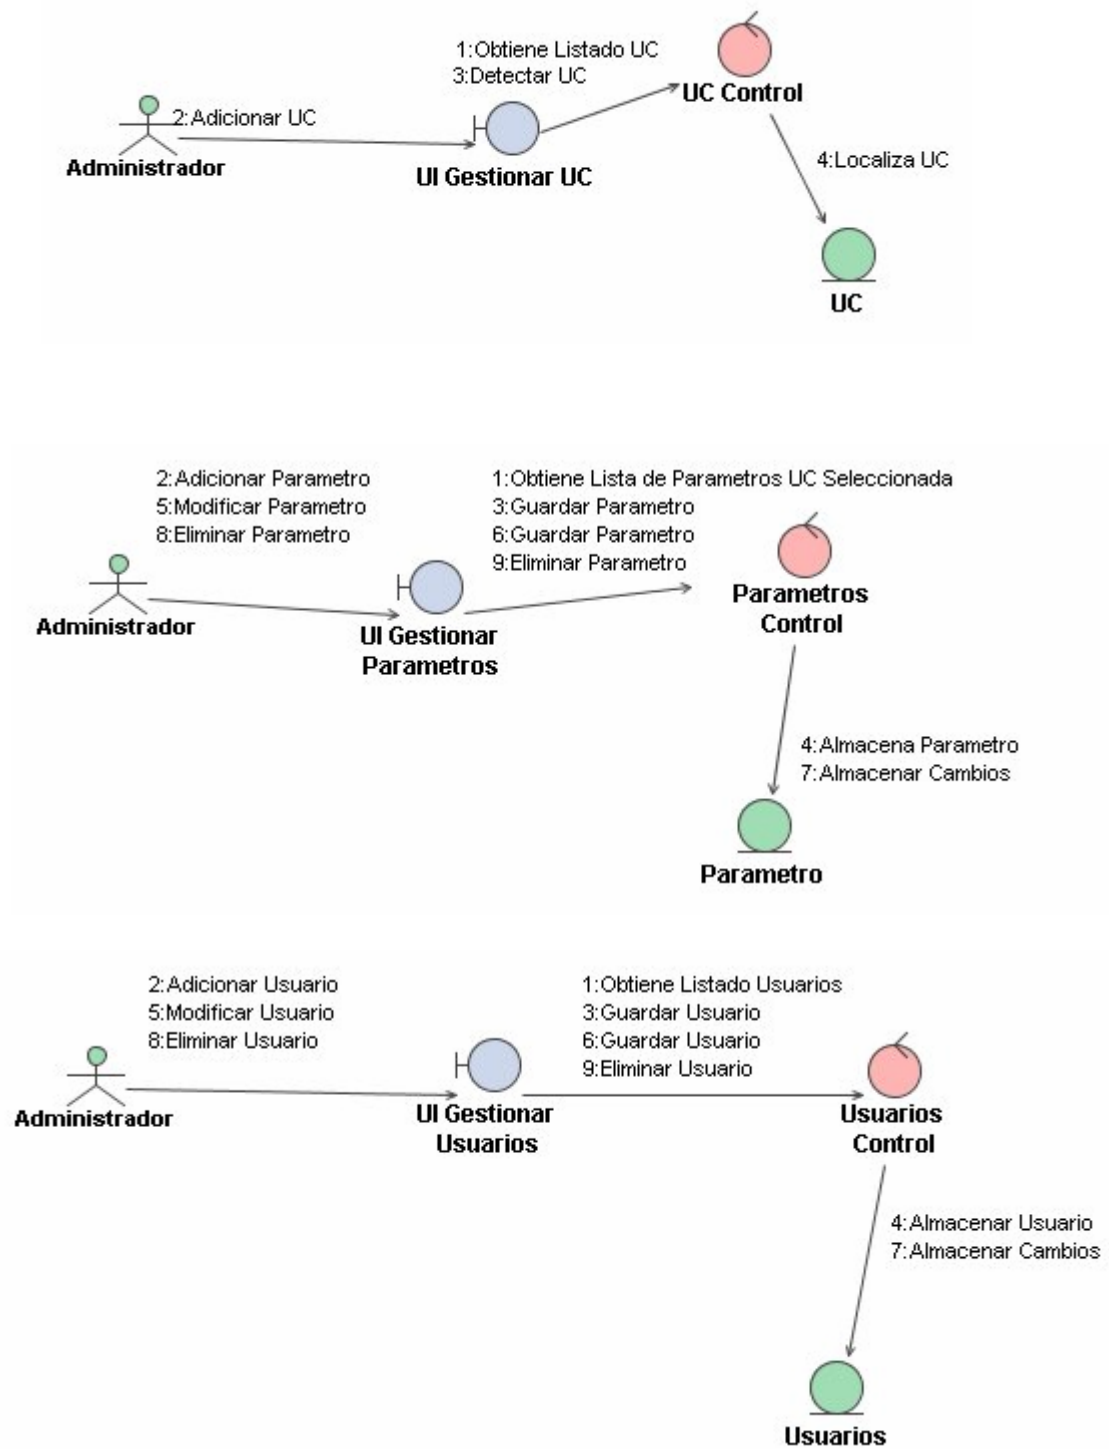 1:Obtiene Listado UC
3:Detectar UC
UC Control
2:Adicionar UC
Administrador
UI Gestionar UC
4:Localiza UC
UC
2:Adicionar Parametro
5:Modificar Parametro
8:Eliminar Parametro
1:Obtiene Lista de Parametros UC Seleccionada
3:Guardar Parametro
6:Guardar Parametro
9:Eliminar Parametro
Administrador
UI Gestionar
Parametros
Parametros
Control
4:Almacena Parametro
7:Almacenar Cambios
Parametro
2:Adicionar Usuario
5:Modificar Usuario
8:Eliminar Usuario
1:Obtiene Listado Usuarios
3:Guardar Usuario
6:Guardar Usuario
9:Eliminar Usuario
Administrador
UI Gestionar
Usuarios
Usuarios
Control
4:Almacenar Usuario
7:Almacenar Cambios
Usuarios